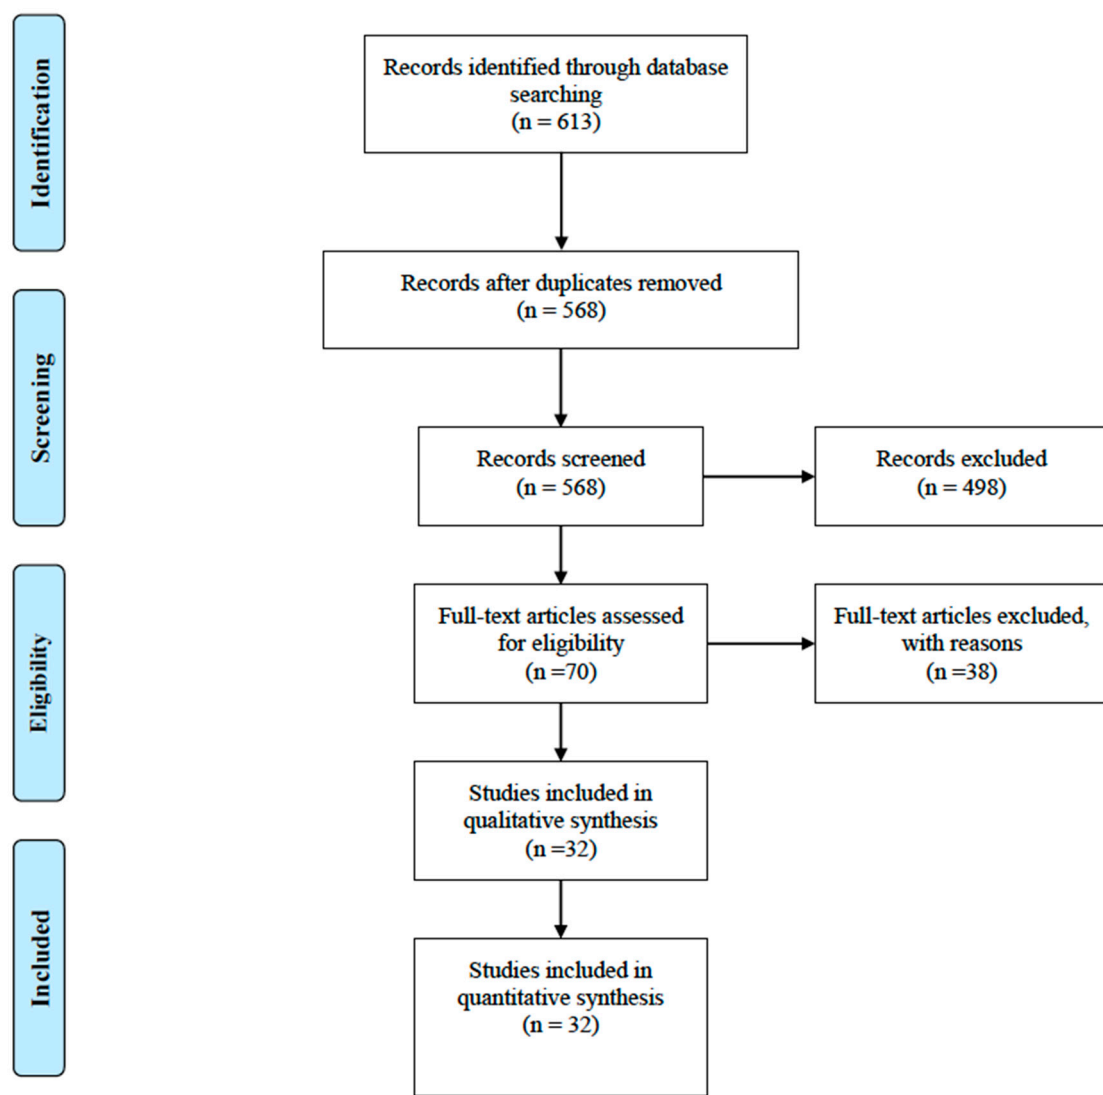 Identification
Records identified through database
searching
(n = 613)
Records after duplicates removed
(n = 568)
Screening
Records screened
(n = 568)
Records excluded
(n = 498)
Eligibility
Full-text articles assessed
for eligibility
(n =70)
Full-text articles excluded,
with reasons
(n =38)
Studies included in
qualitative synthesis
(n =32)
Included
Studies included in
quantitative synthesis
(n = 32)